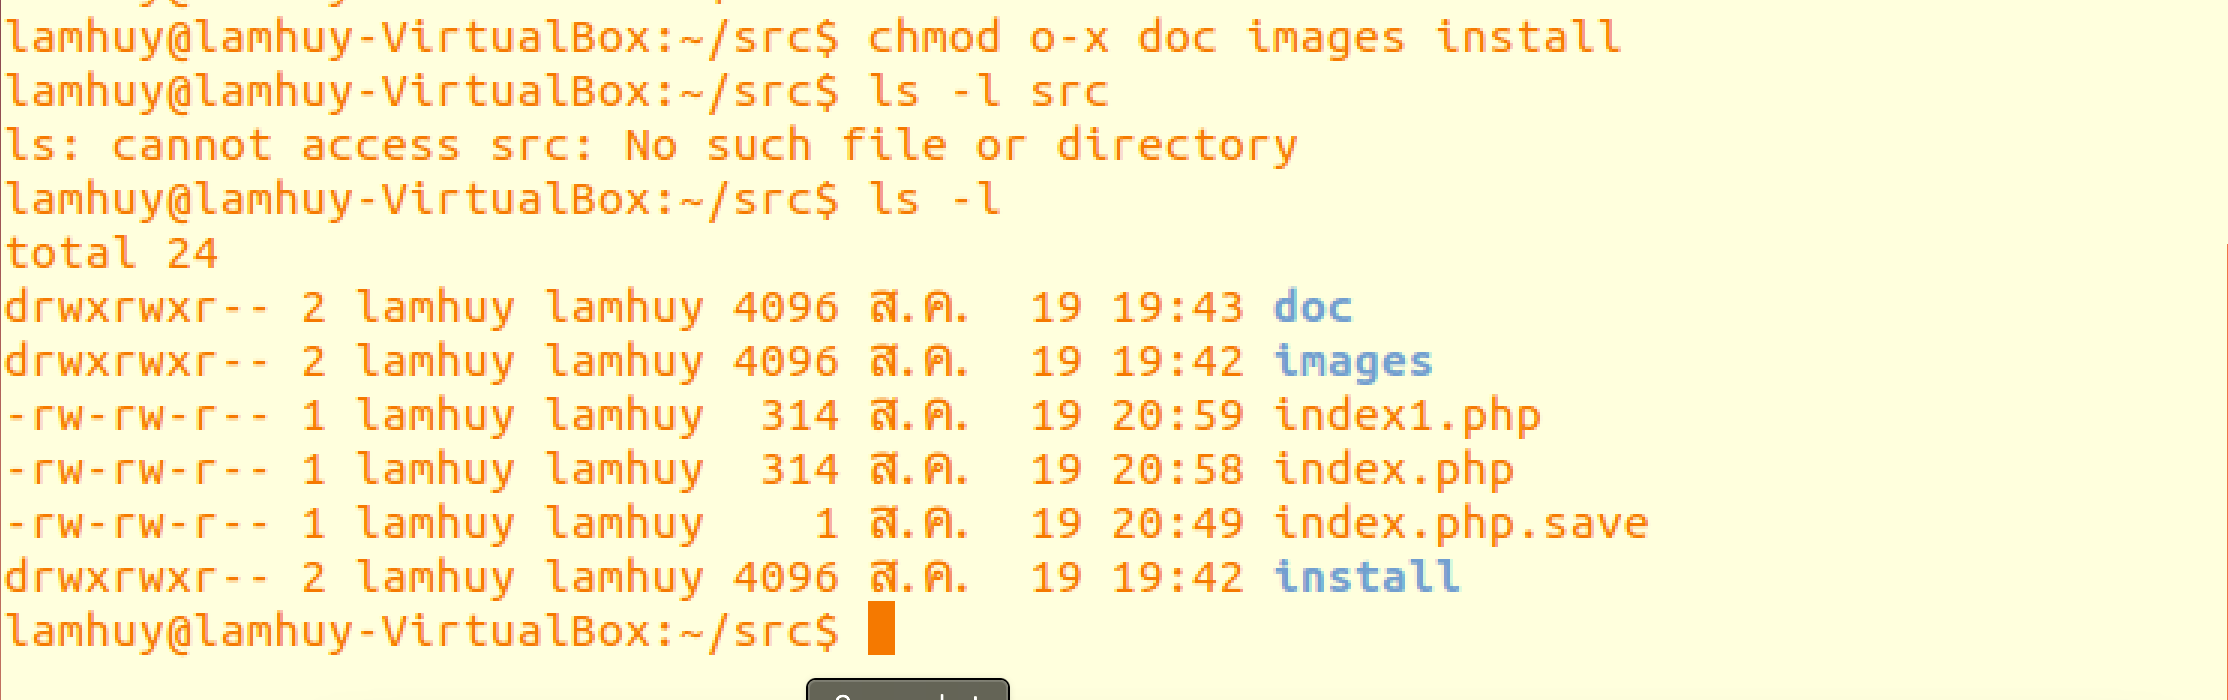 lamhuy@lamhuy-VirtualBox:~/src$ chmod o-x doc images install
lamhuy@lamhuy-VirtualBox:~/src$ ls -l src
ls: cannot access src: No such file or directory
lamhuy@lamhuy-VirtualBox:~/src$ ls -l
total 24
drwxrwxr-- 2 lamhuy lamhuy 4096 ส.ค.  19 19:43 doc
drwxrwxr-- 2 lamhuy lamhuy 4096 ส.ค.  19 19:42 images
-rw-rw-r-- 1 lamhuy lamhuy  314 ส.ค.  19 20:59 index1.php
-rw-rw-r-- 1 lamhuy lamhuy  314 ส.ค.  19 20:58 index.php
-rw-rw-r-- 1 lamhuy lamhuy    1 ส.ค.  19 20:49 index.php.save
drwxrwxr-- 2 lamhuy lamhuy 4096 ส.ค.  19 19:42 install
lamhuy@lamhuy-VirtualBox:~/src$